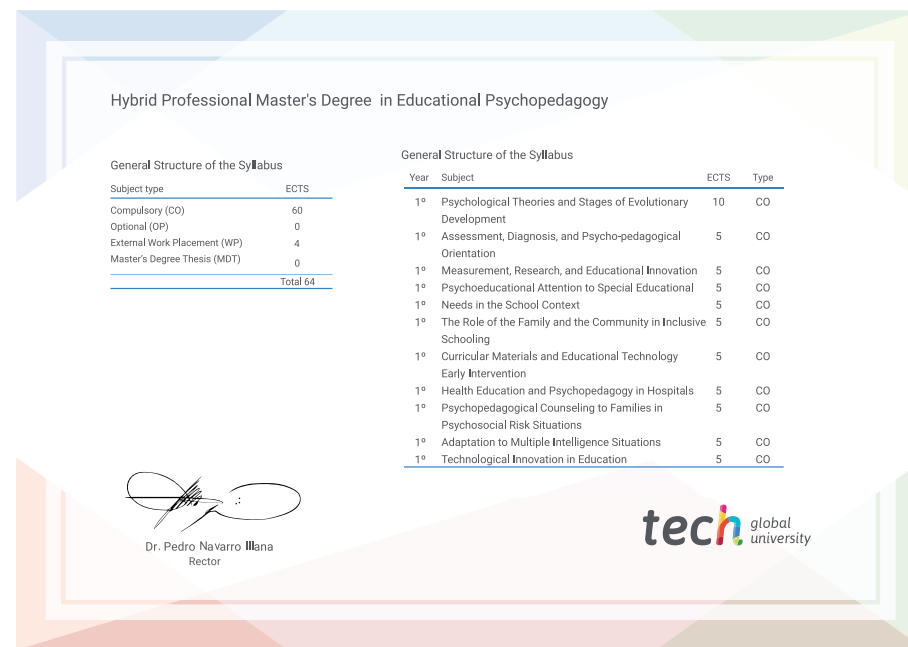 Hybrid Professional Master's Degree in Educational Psychopedagogy
General Structure of the Syllabus
Subject type ECTS
Compulsory (CO) 60
Optional (OP) 0
External Work Placement (WP) 4
Master's Degree Thesis (MDT) 0
Total 64
General Structure of the Syllabus
Year Subject ECTS Type
1º Psychological Theories and Stages of Evolutionary 10 CO
Development
1º Assessment, Diagnosis, and Psycho-pedagogical 5 CO
Orientation
1º Measurement, Research, and Educational Innovation 5 CO
1º Psychoeducational Attention to Special Educational 5 CO
1º Needs in the School Context 5 CO
1º The Role of the Family and the Community in Inclusive 5 CO
Schooling
1º Curricular Materials and Educational Technology 5 CO
Early Intervention
1º Health Education and Psychopedagogy in Hospitals 5 CO
1º Psychopedagogical Counseling to Families in 5 CO
Psychosocial Risk Situations
1º Adaptation to Multiple Intelligence Situations 5 CO
1º Technological Innovation in Education 5 CO
Dr. Pedro Navarro Illana
Rector
tech global
university